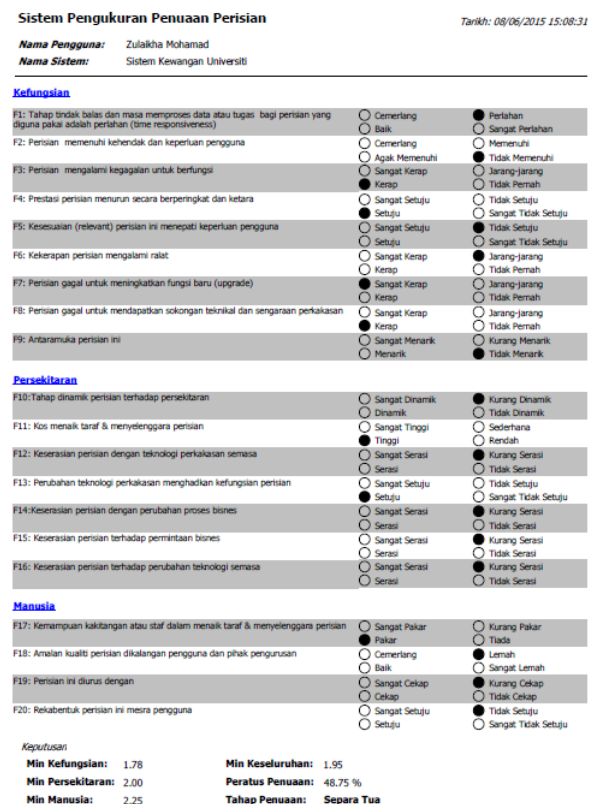 Sistem Pengukuran Penuaan Perisian
Tarikh: 08/06/2015 15:08:31
Nama Pengguna: Zulaikha Mohamad
Nama Sistem: Sistem Kewangan Universiti
Kefungsian
F1: Tahap tindak balas dan masa memproses data atau tugas bagi perisian yang
diguna pakai adalah perlahan (time responsiveness)
Cemerlang Perlahan
Baik Sangat Perlahan
F2: Perisian memenuhi kehendak dan keperluan pengguna
Cemerlang Memenuhi
Agak Memenuhi Tidak Memenuhi
F3: Perisian mengalami kegagalan untuk berfungsi
Sangat Kerap Jarang-jarang
Kerap Tidak Pernah
F4: Prestasi perisian menurun secara berperingkat dan ketara
Sangat Setuju Tidak Setuju
Setuju Sangat Tidak Setuju
F5: Kesesuaian (relevant) perisian ini menepati keperluan pengguna
Sangat Setuju Tidak Setuju
Setuju Sangat Tidak Setuju
F6: Kekerapan perisian mengalami ralat
Sangat Kerap Jarang-jarang
Kerap Tidak Pernah
F7: Perisian gagal untuk meningkatkan fungsi baru (upgrade)
Sangat Kerap Jarang-jarang
Kerap Tidak Pernah
F8: Perisian gagal untuk mendapatkan sokongan teknikal dan sengaraan perkakasan
Sangat Kerap Jarang-jarang
Kerap Tidak Pernah
F9: Antaramuka perisian ini
Sangat Menarik Kurang Menarik
Menarik Tidak Menarik
Persekitaran
F10:Tahap dinamik perisian terhadap persekitaran
Sangat Dinamik Kurang Dinamik
Dinamik Tidak Dinamik
F11: Kos menaik taraf & menyelenggara perisian
Sangat Tinggi Sederhana
Tinggi Rendah
F12: Keserasian perisian dengan teknologi perkakasan semasa
Sangat Serasi Kurang Serasi
Serasi Tidak Serasi
F13: Perubahan teknologi perkakasan menghadkan kefungsian perisian
Sangat Setuju Tidak Setuju
Setuju Sangat Tidak Setuju
F14:Keserasian perisian dengan perubahan proses bisnes
Sangat Serasi Kurang Serasi
Serasi Tidak Serasi
F15: Keserasian perisian terhadap permintaan bisnes
Sangat Serasi Kurang Serasi
Serasi Tidak Serasi
F16: Keserasian perisian terhadap perubahan teknologi semasa
Sangat Serasi Kurang Serasi
Serasi Tidak Serasi
Manusia
F17: Kemampuan kakitangan atau staf dalam menaik taraf & menyelenggara perisian
Sangat Pakar Kurang Pakar
Pakar Tiada
F18: Amalan kualiti perisian dikalangan pengguna dan pihak pengurusan
Cemerlang Lemah
Baik Sangat Lemah
F19: Perisian ini diurus dengan
Sangat Cekap Kurang Cekap
Cekap Tidak Cekap
F20: Rekabentuk perisian ini mesra pengguna
Sangat Setuju Tidak Setuju
Setuju Sangat Tidak Setuju
Keputusan
Min Kefungsian: 1.78 Min Keseluruhan: 1.95
Min Persekitaran: 2.00 Peratus Penuaan: 48.75 %
Min Manusia: 2.25 Tahap Penuaan: Separa Tua